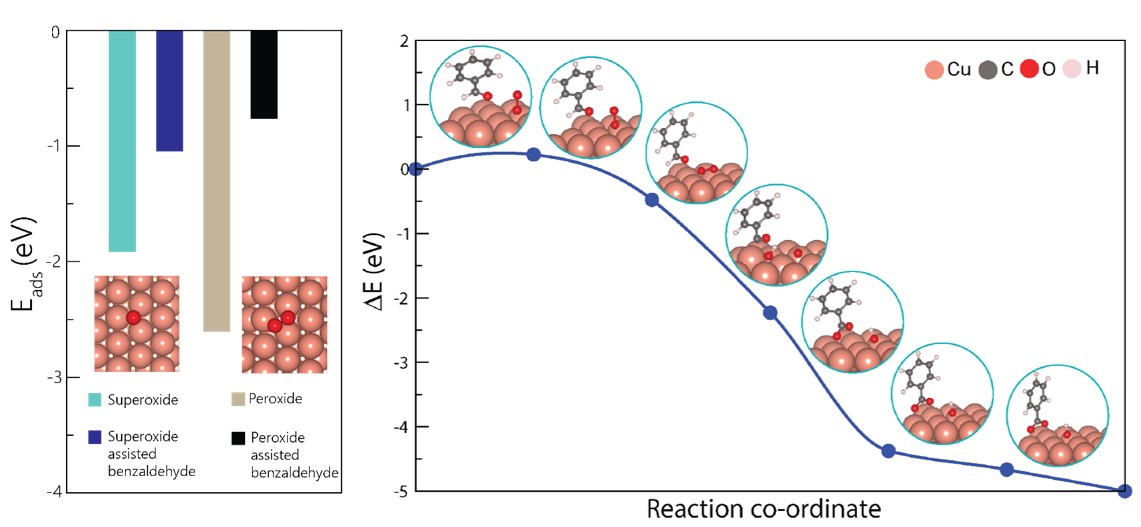 0
-1
-2
-3
-4
E ads (eV)
Superoxide
Peroxide
Superoxide
assisted
benzaldehyde
Peroxide
assisted
benzaldehyde
2
1
0
-1
-2
-3
-4
-5
ΔE (eV)
Cu C O H
Reaction co-ordinate